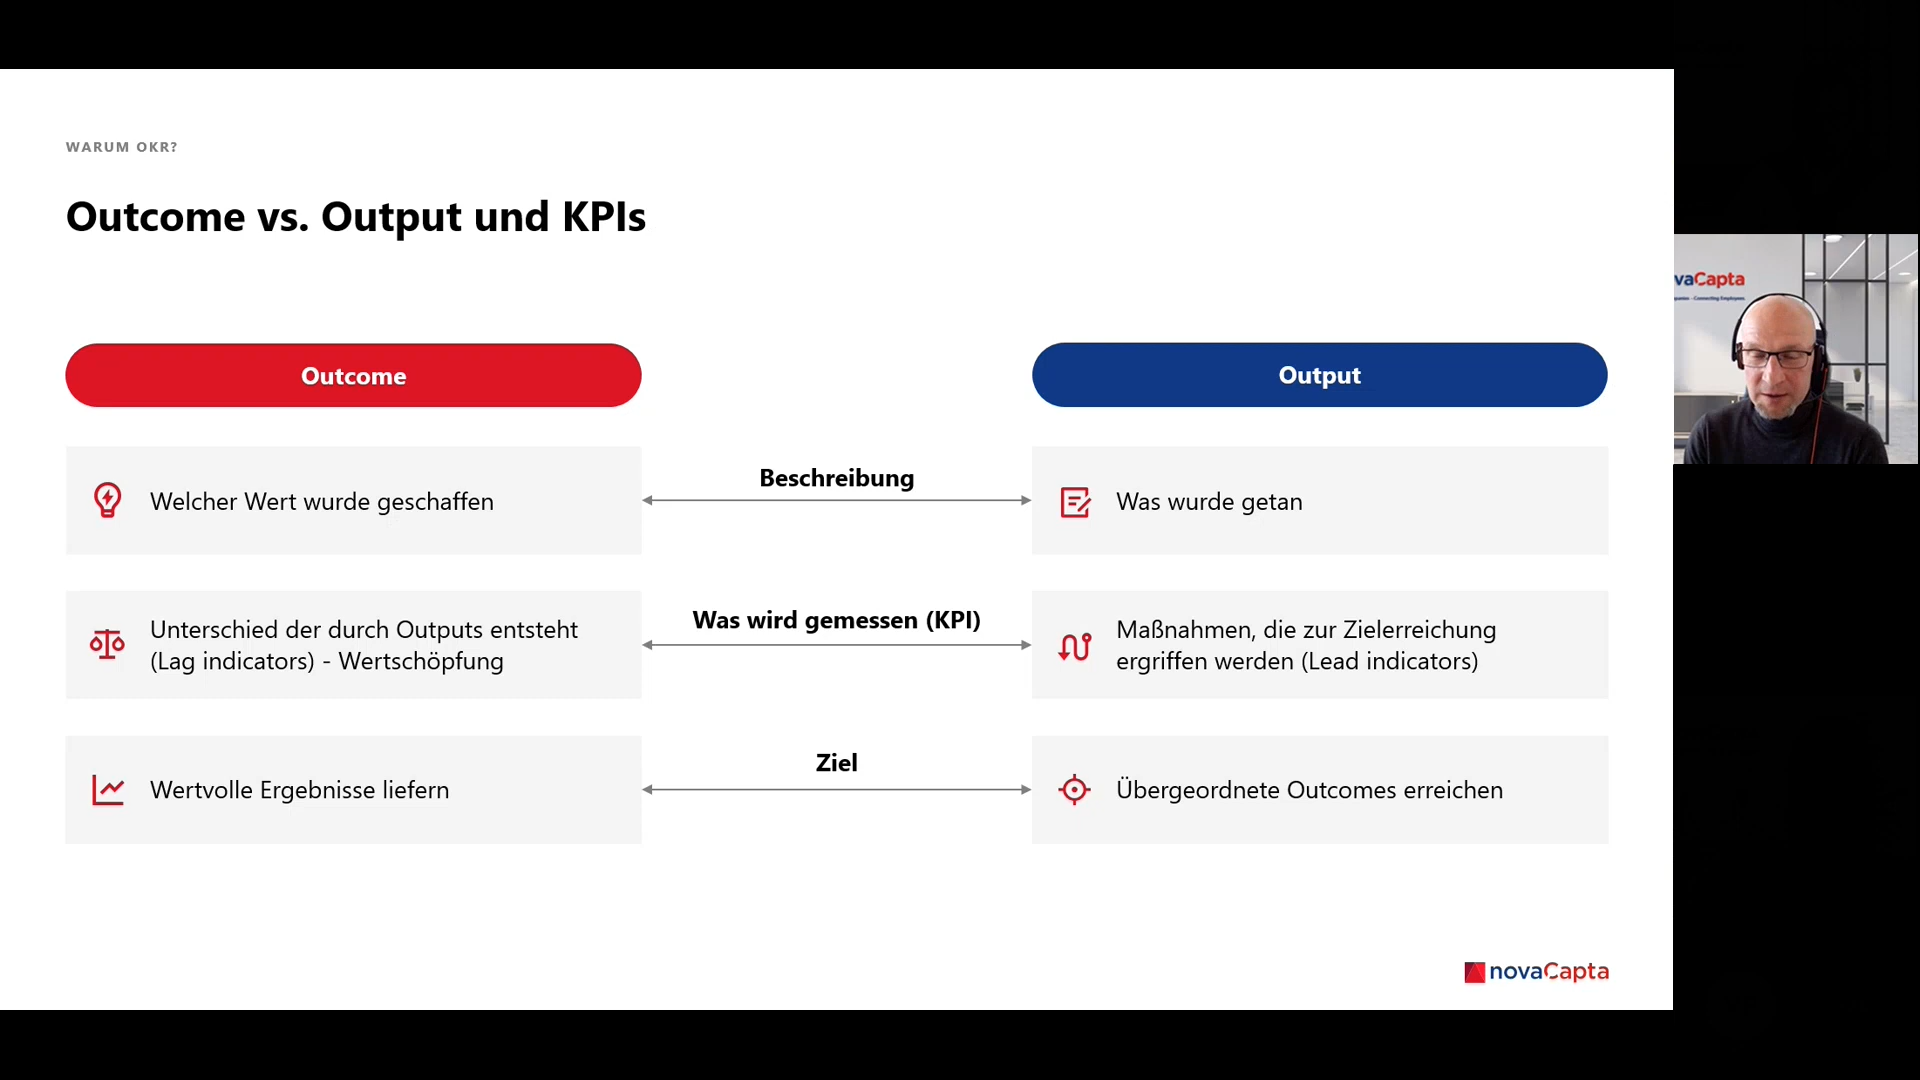 WARUM OKR?
Outcome vs. Output und KPIs
Outcome
Output
Welcher Wert wurde geschaffen
Beschreibung
Was wurde getan
Unterschied der durch Outputs entsteht
(Lag indicators) - Wertschöpfung
Was wird gemessen (KPI)
Maßnahmen, die zur Zielerreichung
ergriffen werden (Lead indicators)
Wertvolle Ergebnisse liefern
Ziel
Übergeordnete Outcomes erreichen
novaCapta
vaCapta